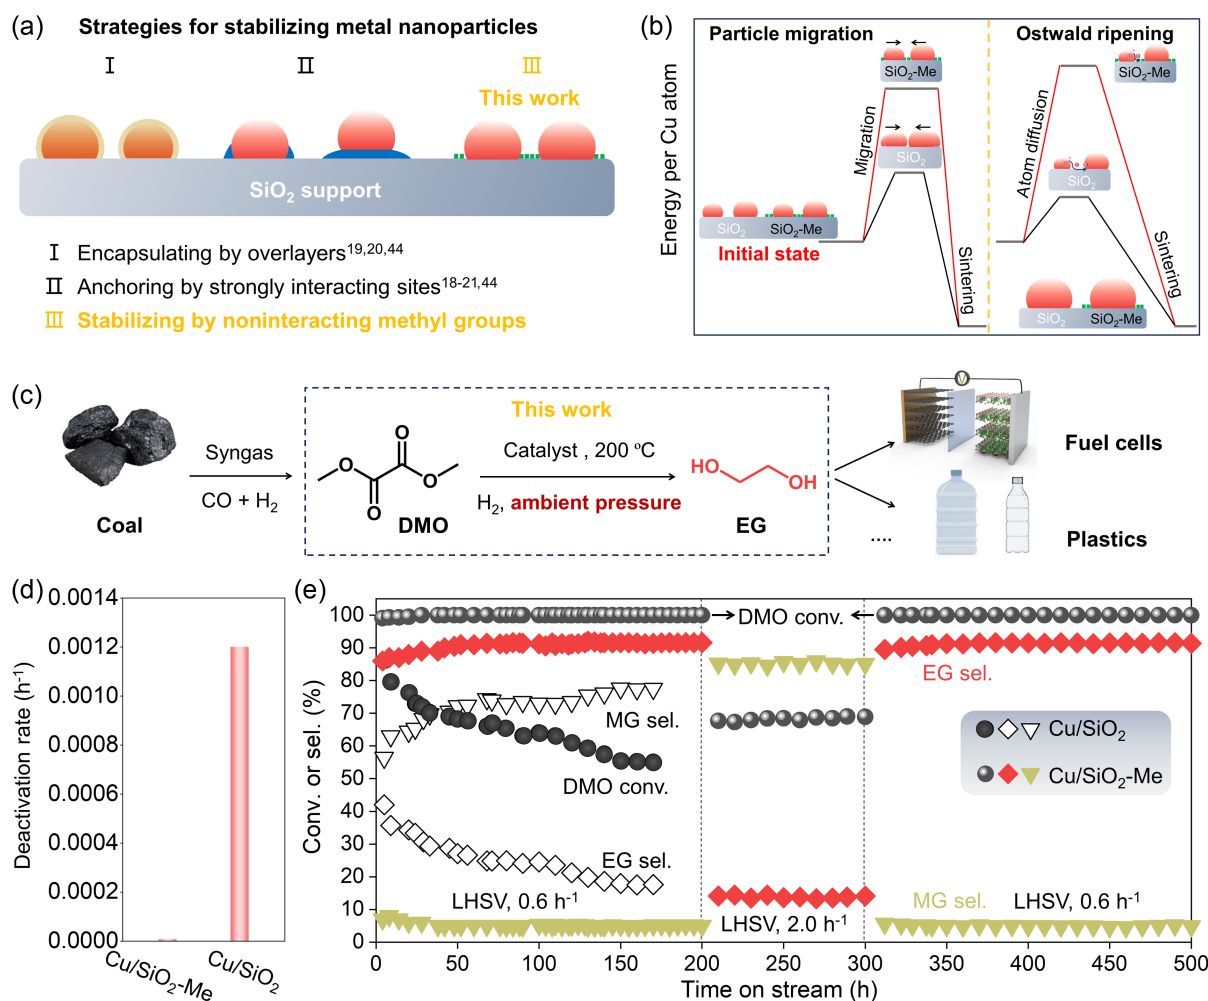 (a)
Strategies for stabilizing metal nanoparticles
I
II
III
This work
SiO2 support
I Encapsulating by overlayers19,20,44
II Anchoring by strongly interacting sites18-21,44
III Stabilizing by noninteracting methyl groups
(b)
Energy per Cu atom
Particle migration
SiO2-Me
Migration
SiO2
SiO2
SiO2-Me
Initial state
Sintering
Ostwald ripening
SiO2-Me
Atom diffusion
SiO2
Sintering
SiO2
SiO2-Me
(c)
Coal
Syngas
CO + H2
This work
O
O
O
O
DMO
Catalyst , 200 ºC
H2, ambient pressure
HO
OH
EG
V
Fuel cells
....
Plastics
(d)
Deactivation rate (h-1)
0.0014
0.0012
0.0010
0.0008
0.0006
0.0004
0.0002
0.0000
Cu/SiO2-Me
Cu/SiO2
(e)
Conv. or sel. (%)
100
90
80
70
60
50
40
30
20
10
0
DMO conv.
EG sel.
MG sel.
DMO conv.
Cu/SiO2
Cu/SiO2-Me
EG sel.
LHSV, 0.6 h-1
LHSV, 2.0 h-1
MG sel.
LHSV, 0.6 h-1
0 50 100 150 200 250 300 350 400 450 500
Time on stream (h)